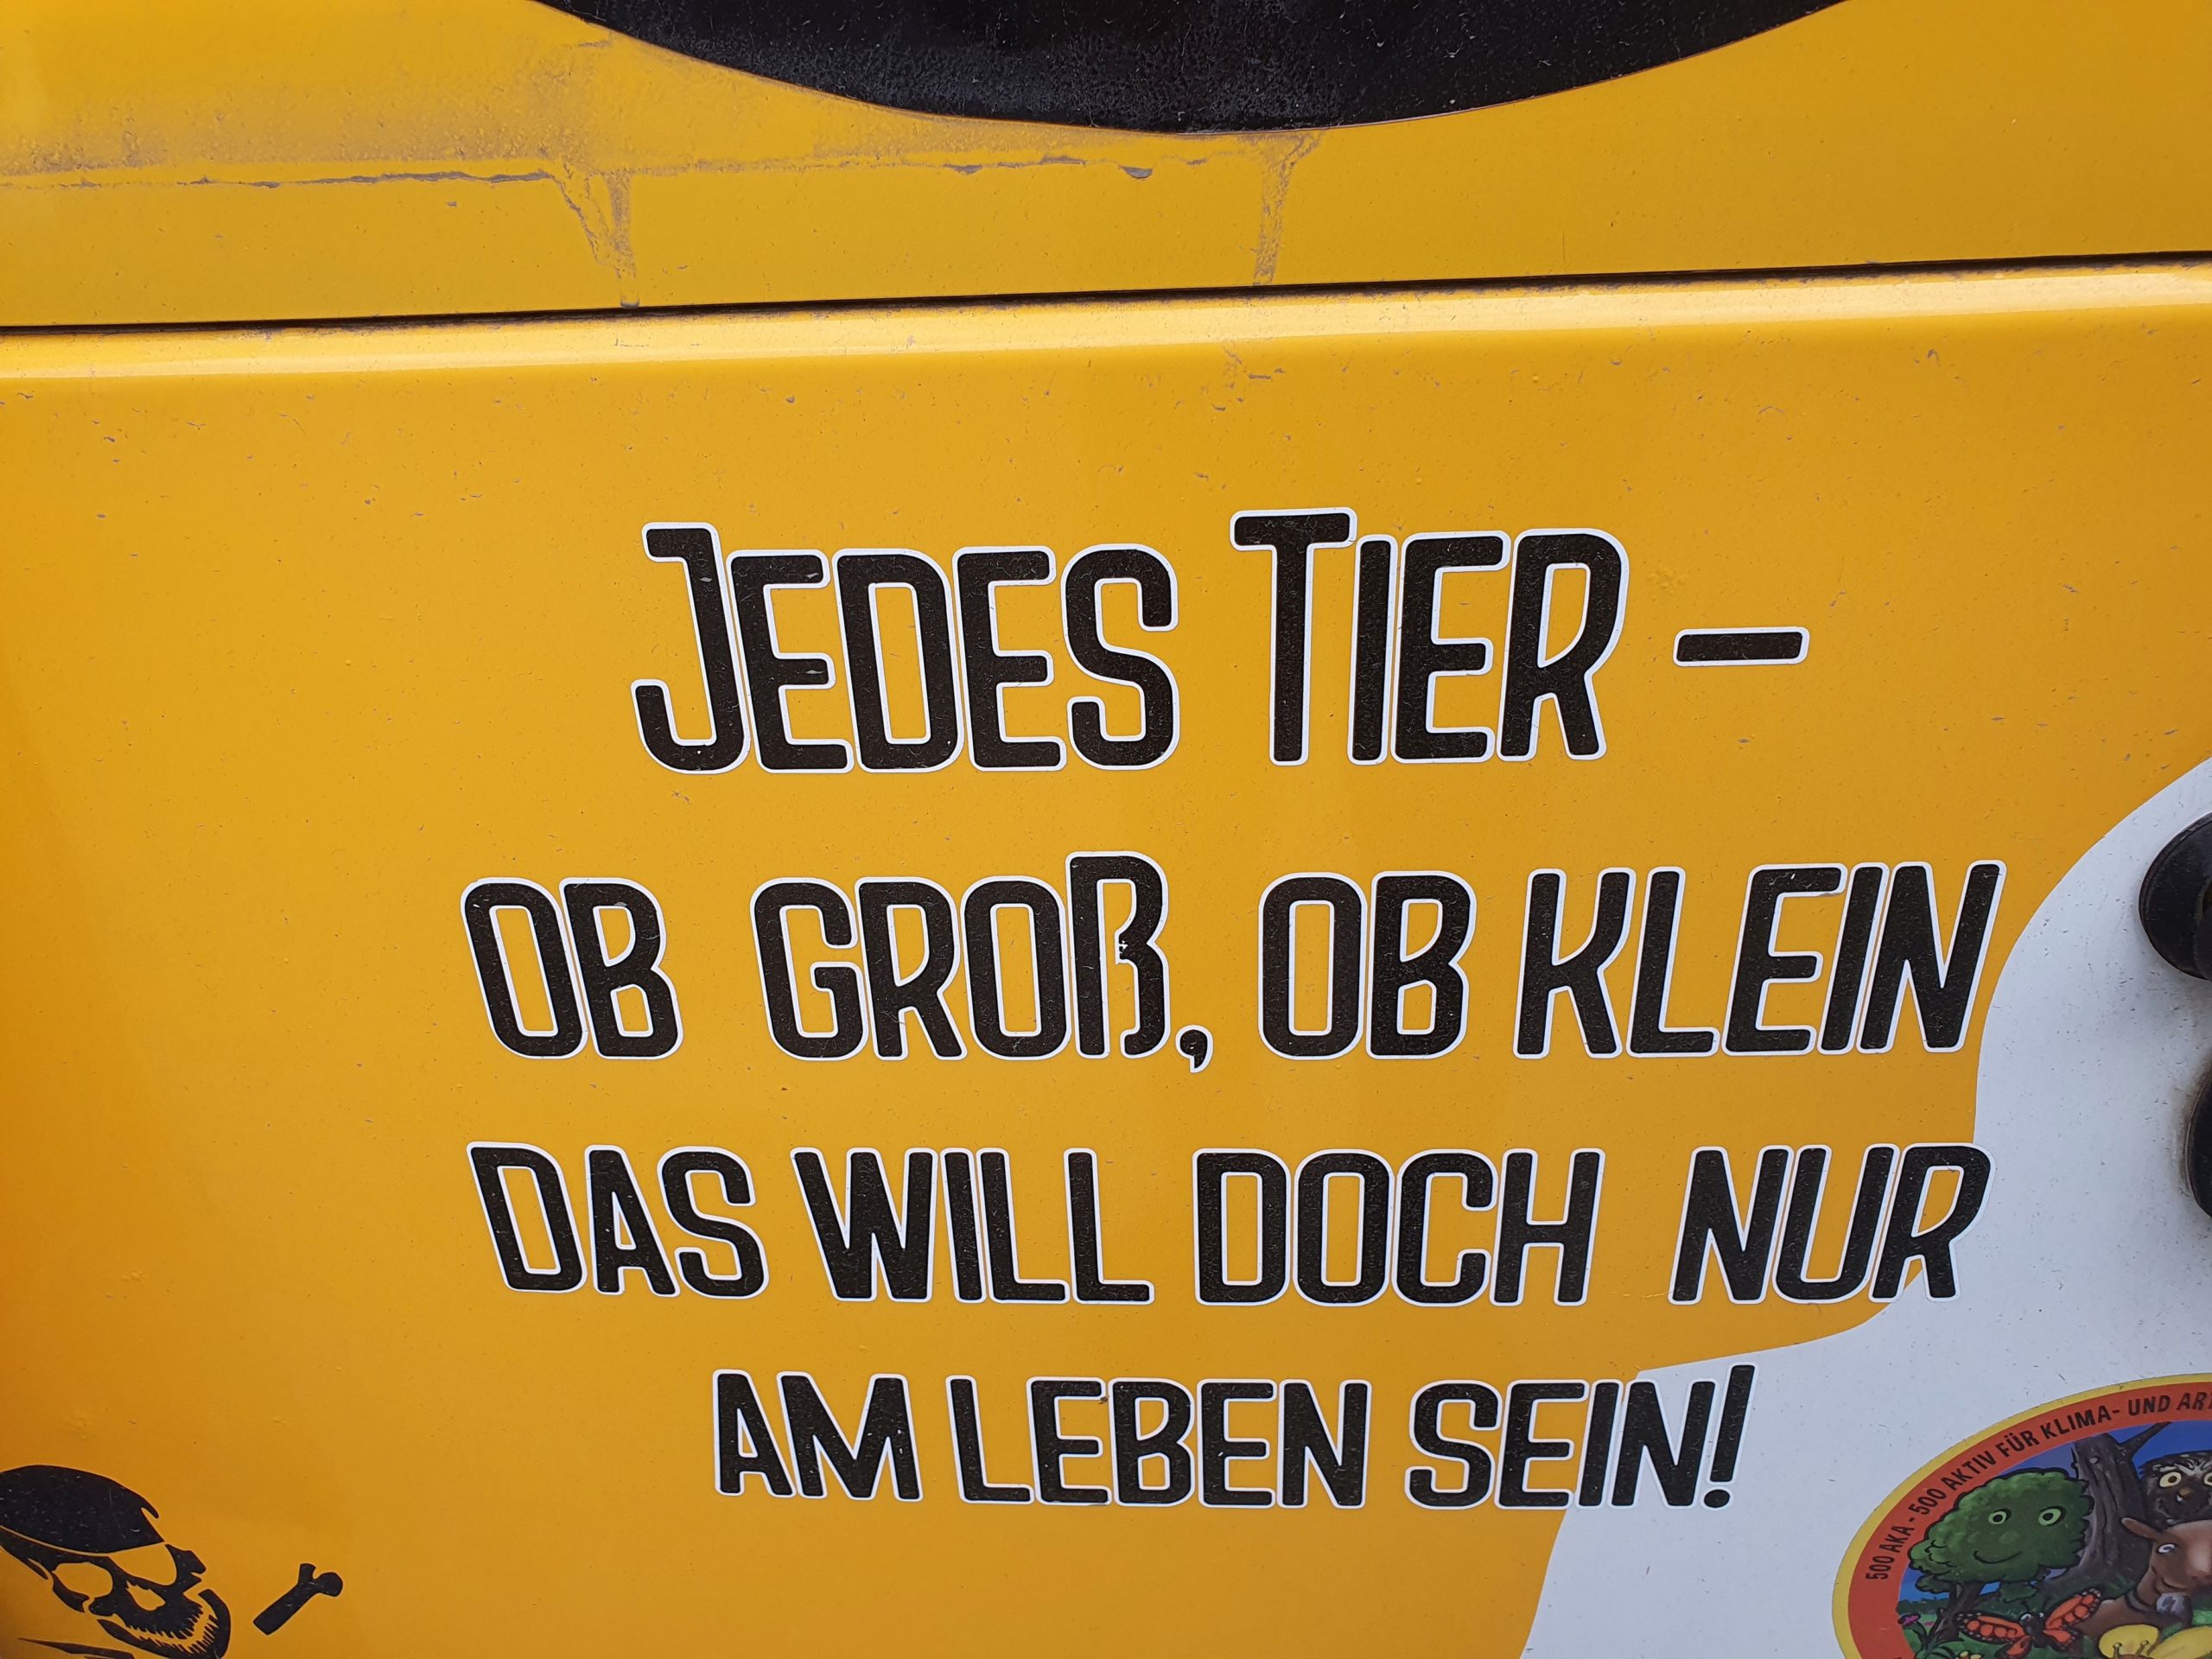 JEDES TIER –
OB GROß, OB KLEIN
DAS WILL DOCH NUR
AM LEBEN SEIN!
500 AKA - 500 AKTIV FÜR KLIMA- UND